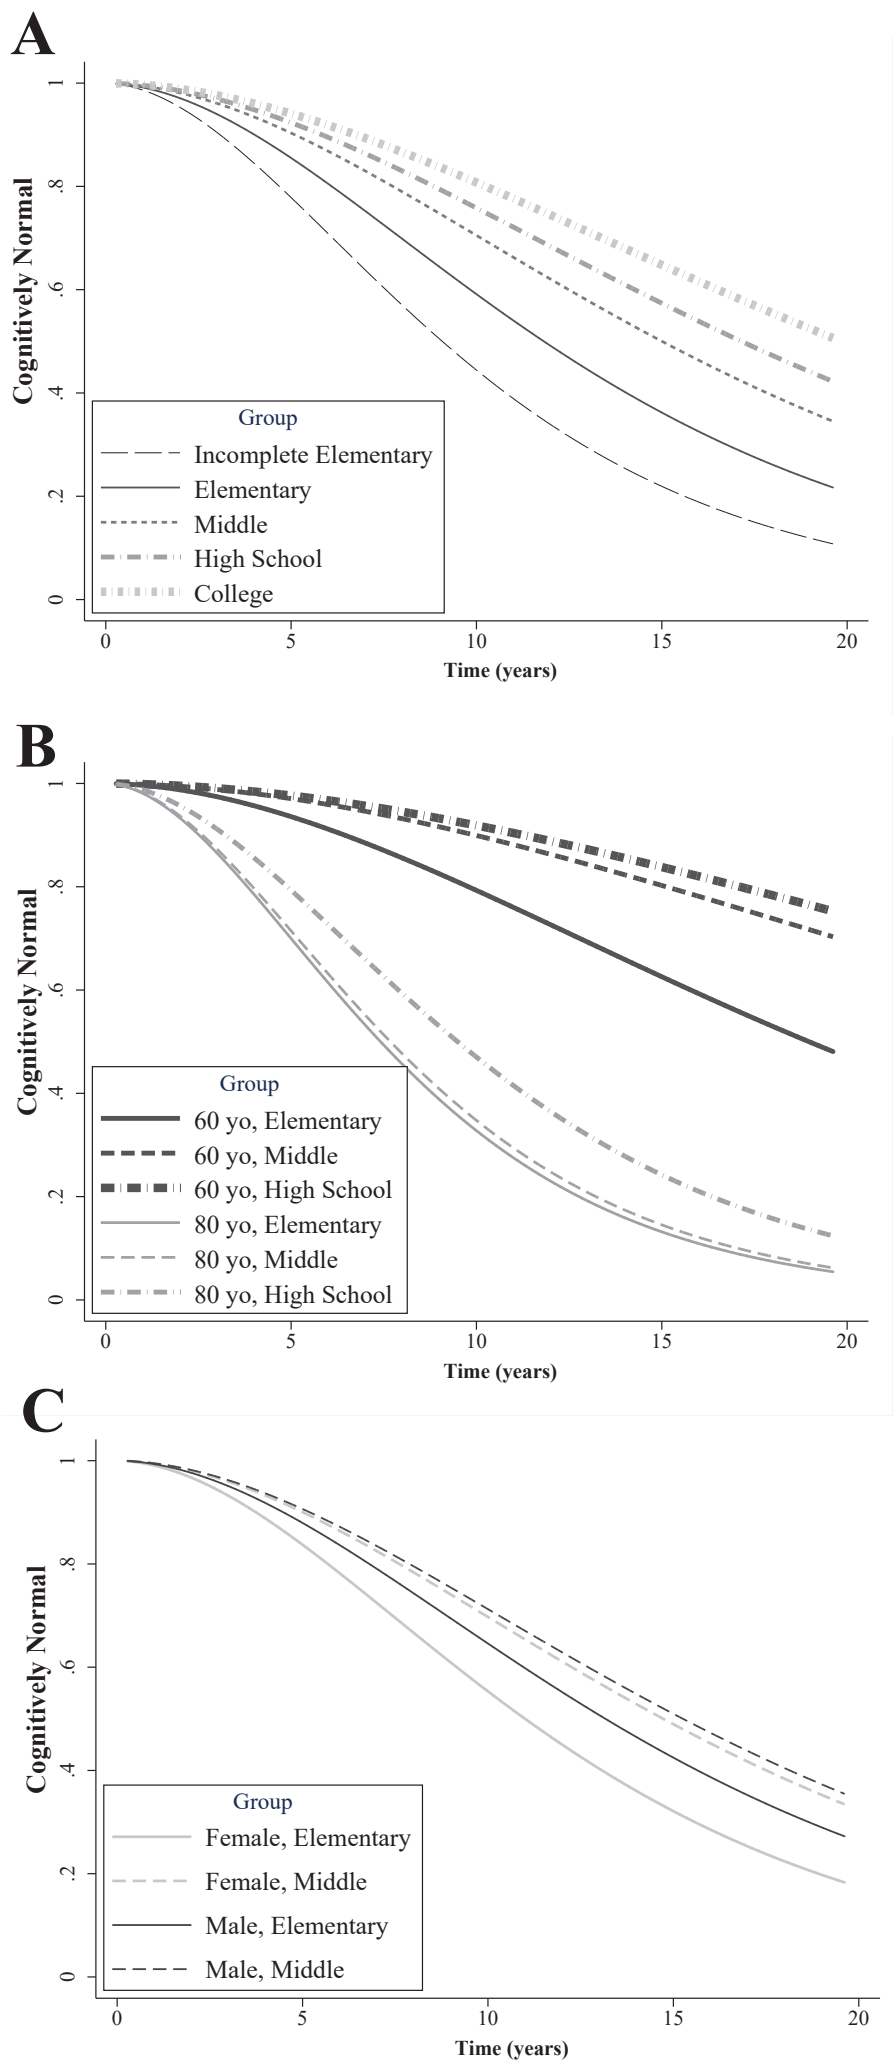 A
Cognitively Normal
1
.8
.6
.4
.2
0
Group
Incomplete Elementary
Elementary
Middle
High School
College
0 5 10 15 20
Time (years)
B
Cognitively Normal
1
.8
.6
.4
.2
0
Group
60 yo, Elementary
60 yo, Middle
60 yo, High School
80 yo, Elementary
80 yo, Middle
80 yo, High School
0 5 10 15 20
Time (years)
C
Cognitively Normal
1
.8
.6
.4
.2
0
Group
Female, Elementary
Female, Middle
Male, Elementary
Male, Middle
0 5 10 15 20
Time (years)